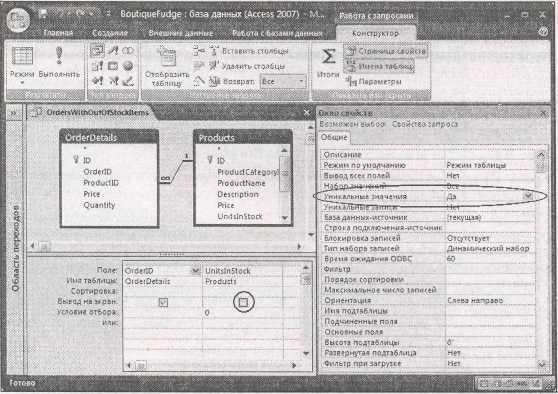 BoutiqueFudge : база данных (Access 2007) - M...
Работа с запросами
Главная
Создание
Внешние данные
Работа с базами данных
Конструктор
Режим
Выполнить
Отобразить таблицу
Вставить столбцы
Удалить столбцы
Возврат: Все
Итоги
Страница свойств
Имена таблиц
Параметры
OrdersWithOutOfStockItems
OrderDetails
*
ID
OrderID
ProductID
Price
Quantity
∞
1
Products
*
ID
ProductCategoryI
ProductName
Description
Price
UnitsInStock
Область переходов
Поле: OrderID UnitsInStock
Имя таблицы: OrderDetails Products
Сортировка:
Вывод на экран:
Условие отбора: 0
или:
Окно свойств
Возможен выбор: Свойства запроса
Общие
Описание
Режим по умолчанию Режим таблицы
Вывод всех полей Нет
Набор значений Все
Уникальные значения Да
Уникальные записи Нет
База данных-источник (текущая)
Строка подключения-источник
Блокировка записей Отсутствует
Тип набора записей Динамический набор
Время ожидания ODBC 60
Фильтр
Порядок сортировки
Максимальное число записей
Ориентация Слева направо
Имя подтаблицы
Подчиненные поля
Основные поля
Высота подтаблицы 0
Развернутая подтаблица Нет
Фильтр при загрузке Нет
Готово